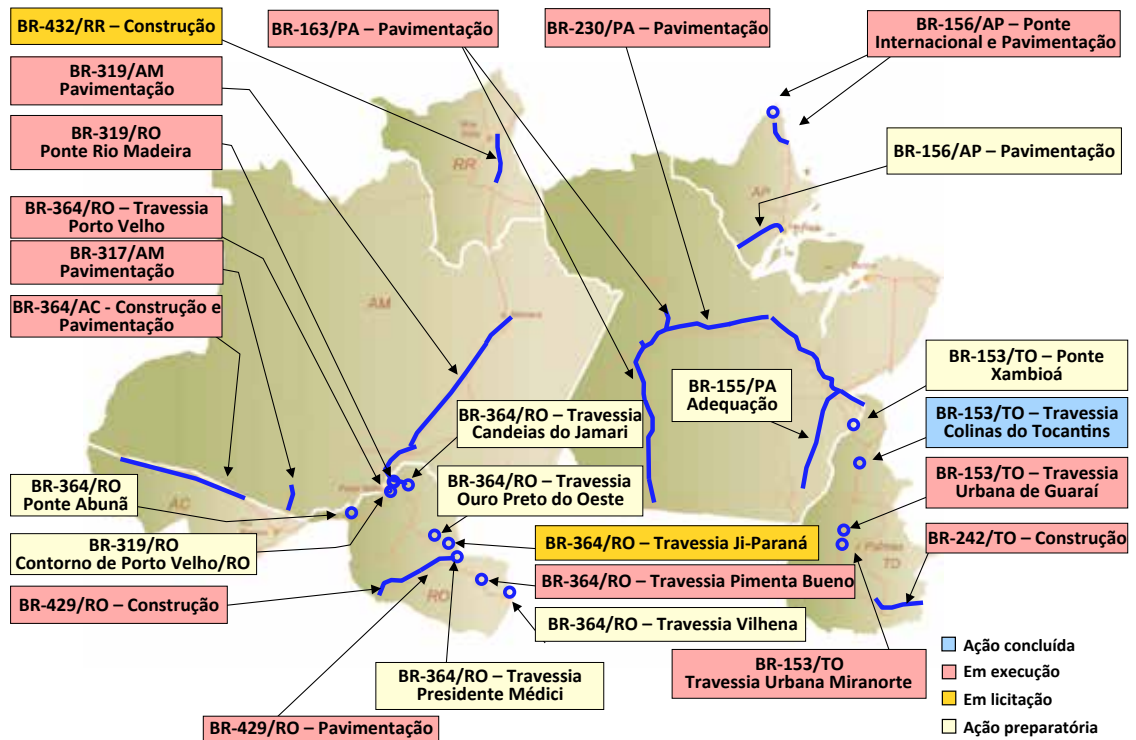 BR-432/RR – Construção
BR-163/PA – Pavimentação
BR-230/PA – Pavimentação
BR-156/AP – Ponte
Internacional e Pavimentação
BR-319/AM
Pavimentação
BR-319/RO
Ponte Rio Madeira
BR-156/AP – Pavimentação
RR
AP
BR-364/RO – Travessia
Porto Velho
BR-317/AM
Pavimentação
BR-364/AC - Construção e
Pavimentação
AM
BR-153/TO – Ponte
Xambioá
BR-155/PA
Adequação
BR-364/RO – Travessia
Candeias do Jamari
BR-153/TO – Travessia
Colinas do Tocantins
BR-364/RO – Travessia
Ouro Preto do Oeste
BR-153/TO – Travessia
Urbana de Guaraí
BR-364/RO
Ponte Abunã
AC
BR-319/RO
Contorno de Porto Velho/RO
BR-364/RO – Travessia Ji-Paraná
BR-242/TO – Construção
Palmas
TO
BR-364/RO – Travessia Pimenta Bueno
BR-429/RO – Construção
RO
BR-364/RO – Travessia Vilhena
BR-364/RO – Travessia
Presidente Médici
BR-153/TO
Travessia Urbana Miranorte
BR-429/RO – Pavimentação
Ação concluída
Em execução
Em licitação
Ação preparatória